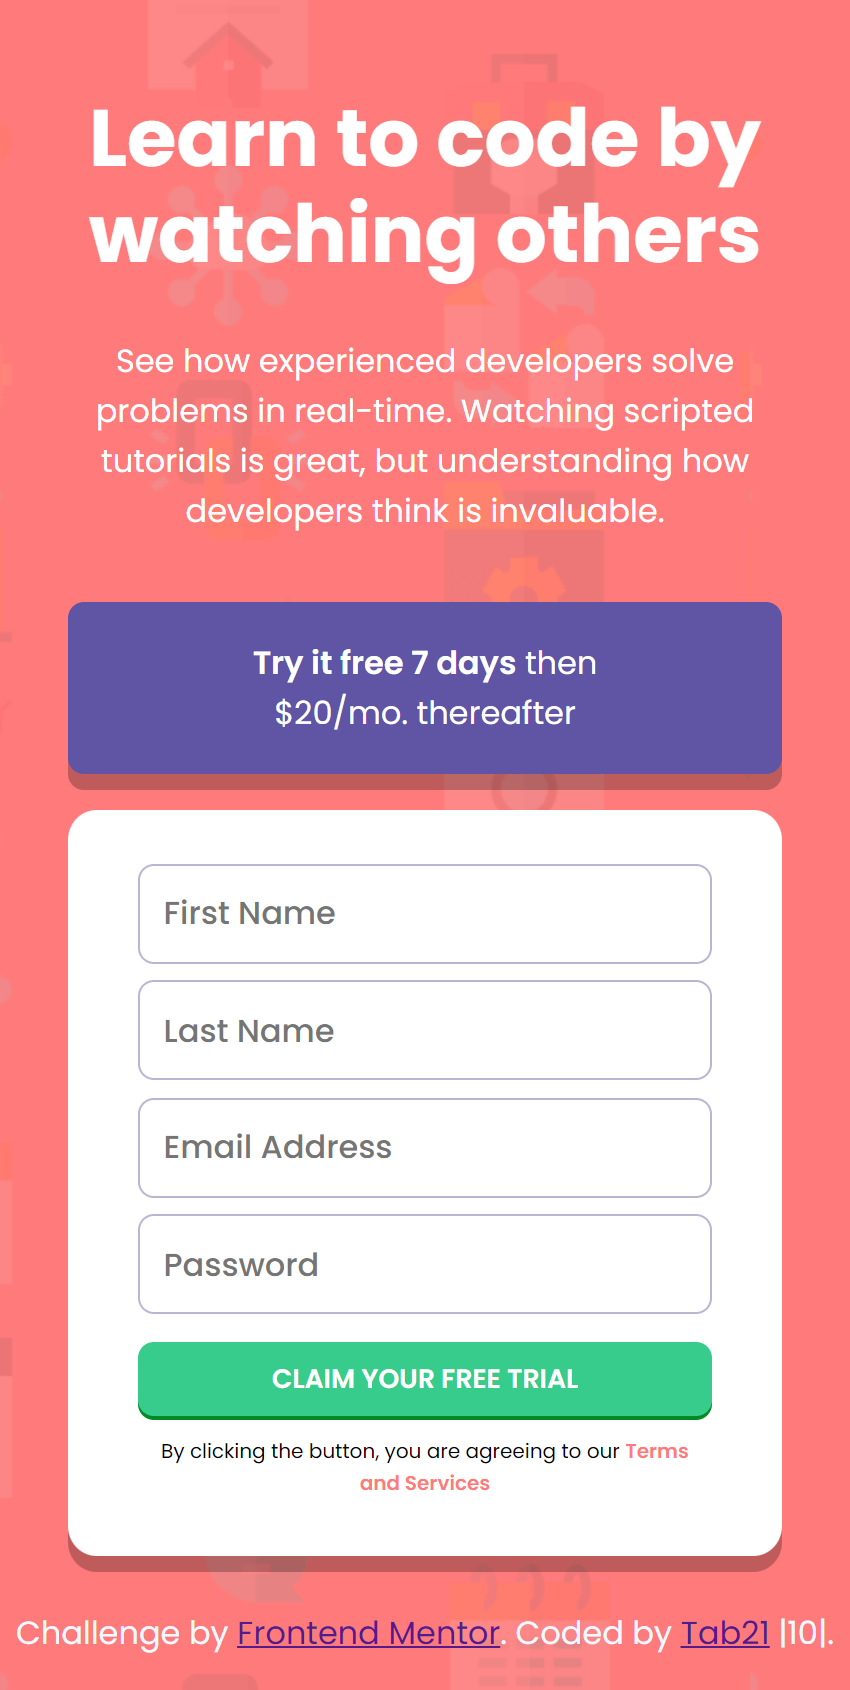 Learn to code by
watching others
See how experienced developers solve
problems in real-time. Watching scripted
tutorials is great, but understanding how
developers think is invaluable.
Try it free 7 days then
$20/mo. thereafter
First Name
Last Name
Email Address
Password
CLAIM YOUR FREE TRIAL
By clicking the button, you are agreeing to our Terms
and Services
Challenge by Frontend Mentor. Coded by Tab21 |10|.